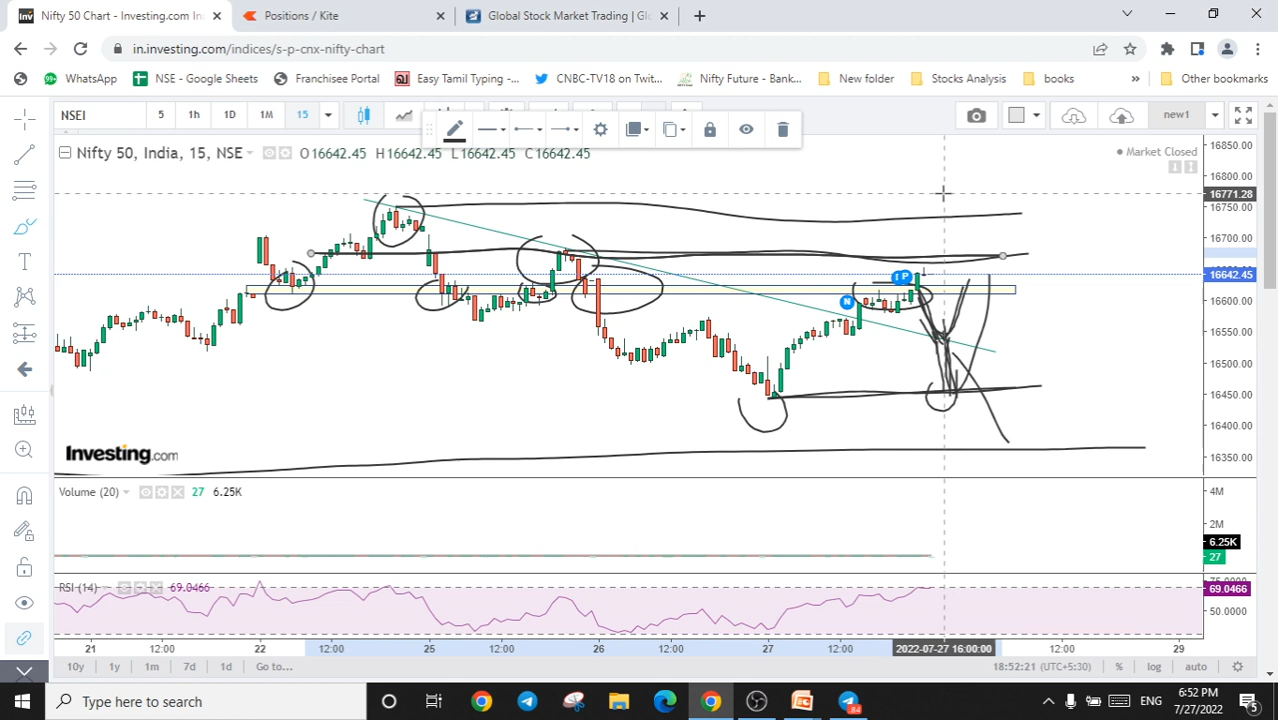 Nifty 50 Chart - Investing.com In
Positions / Kite
Global Stock Market Trading | Glo
in.investing.com/indices/s-p-cnx-nifty-chart
WhatsApp
NSE - Google Sheets
Franchisee Portal
Easy Tamil Typing -...
CNBC-TV18 on Twit...
Nifty Future - Bank...
New folder
Stocks Analysis
books
»
Other bookmarks
NSEI
5
1h
1D
1M
15
new1
Nifty 50, India, 15, NSE
O16642.45 H16642.45 L16642.45 C16642.45
Market Closed
16850.00
16800.00
16771.28
16750.00
16700.00
16642.45
16600.00
16550.00
16500.00
16450.00
16400.00
16350.00
N
I
P
Investing.com
Volume (20) 27 6.25K
4M
2M
6.25K
27
RSI (14) 69.0466
75.0000
69.0466
50.0000
21 12:00 22 12:00 25 12:00 26 12:00 27 12:00 2022-07-27 16:00:00 12:00 29
10y 1y 1m 7d 1d Go to...
18:52:21 (UTC+5:30) % log auto
Type here to search
84
ENG
6:52 PM
7/27/2022
5